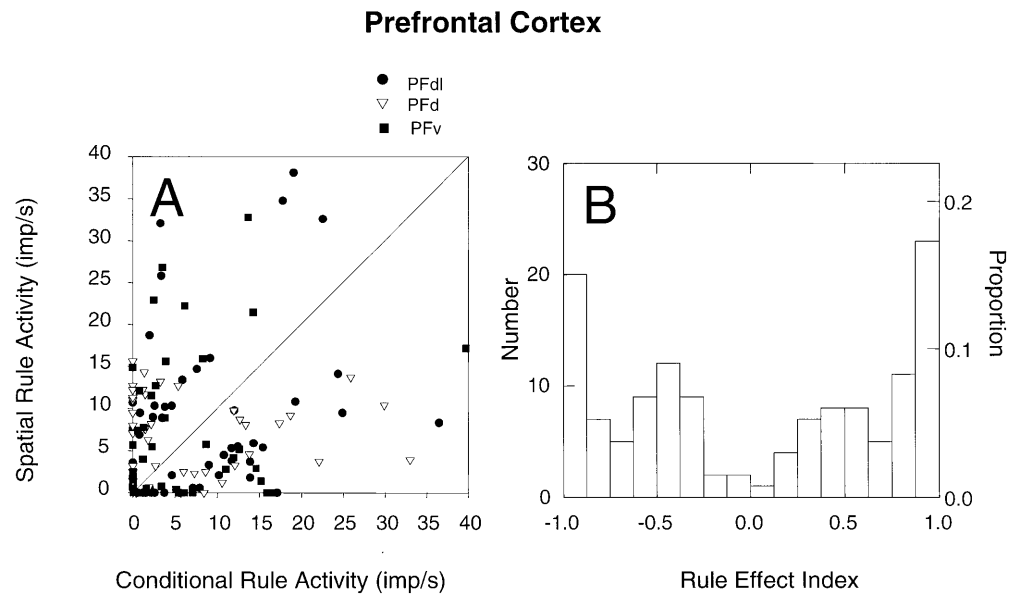 Prefrontal Cortex
PFdl
PFd
PFv
A
Spatial Rule Activity (imp/s)
40
35
30
25
20
15
10
5
0
0 5 10 15 20 25 30 35 40
Conditional Rule Activity (imp/s)
B
Number
30
20
10
0
Proportion
0.2
0.1
0.0
-1.0 -0.5 0.0 0.5 1.0
Rule Effect Index